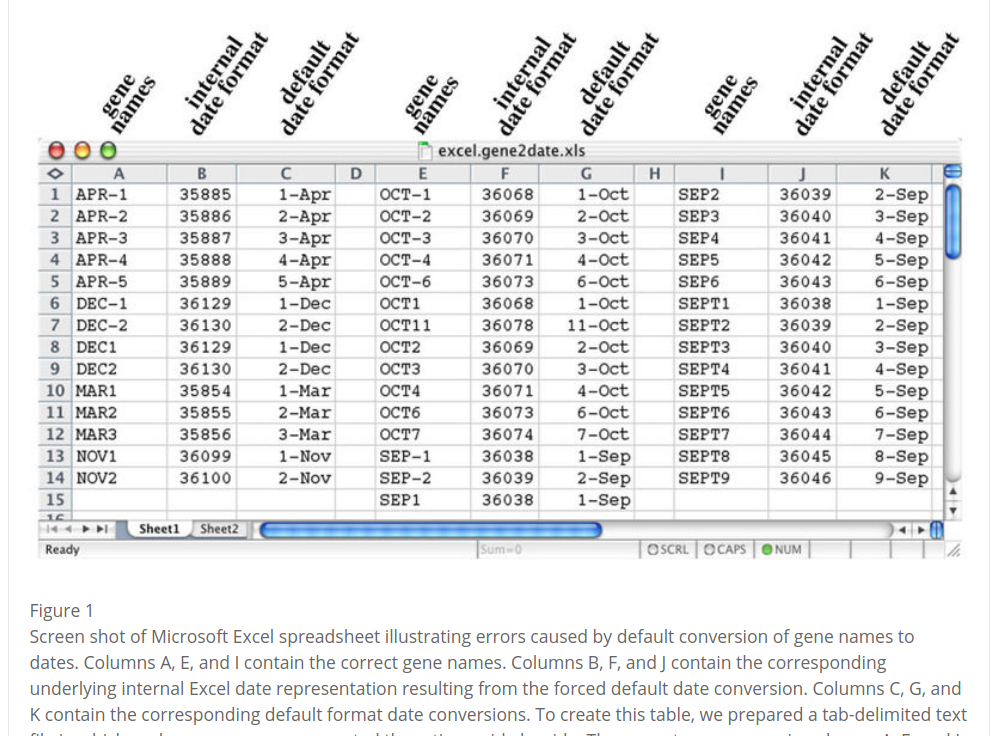 gene names internal date format default date format gene names internal date format default date format gene names internal date format default date format
excel.gene2date.xls
A B C D E F G H I J K
1 APR-1 35885 1-Apr OCT-1 36068 1-Oct SEP2 36039 2-Sep
2 APR-2 35886 2-Apr OCT-2 36069 2-Oct SEP3 36040 3-Sep
3 APR-3 35887 3-Apr OCT-3 36070 3-Oct SEP4 36041 4-Sep
4 APR-4 35888 4-Apr OCT-4 36071 4-Oct SEP5 36042 5-Sep
5 APR-5 35889 5-Apr OCT-6 36073 6-Oct SEP6 36043 6-Sep
6 DEC-1 36129 1-Dec OCT1 36068 1-Oct SEPT1 36038 1-Sep
7 DEC-2 36130 2-Dec OCT11 36078 11-Oct SEPT2 36039 2-Sep
8 DEC1 36129 1-Dec OCT2 36069 2-Oct SEPT3 36040 3-Sep
9 DEC2 36130 2-Dec OCT3 36070 3-Oct SEPT4 36041 4-Sep
10 MAR1 35854 1-Mar OCT4 36071 4-Oct SEPT5 36042 5-Sep
11 MAR2 35855 2-Mar OCT6 36073 6-Oct SEPT6 36043 6-Sep
12 MAR3 35856 3-Mar OCT7 36074 7-Oct SEPT7 36044 7-Sep
13 NOV1 36099 1-Nov SEP-1 36038 1-Sep SEPT8 36045 8-Sep
14 NOV2 36100 2-Nov SEP-2 36039 2-Sep SEPT9 36046 9-Sep
15 SEP1 36038 1-Sep
Sheet1 Sheet2
Ready Sum=0 SCRL CAPS NUM
Figure 1
Screen shot of Microsoft Excel spreadsheet illustrating errors caused by default conversion of gene names to
dates. Columns A, E, and I contain the correct gene names. Columns B, F, and J contain the corresponding
underlying internal Excel date representation resulting from the forced default date conversion. Columns C, G, and
K contain the corresponding default format date conversions. To create this table, we prepared a tab-delimited text